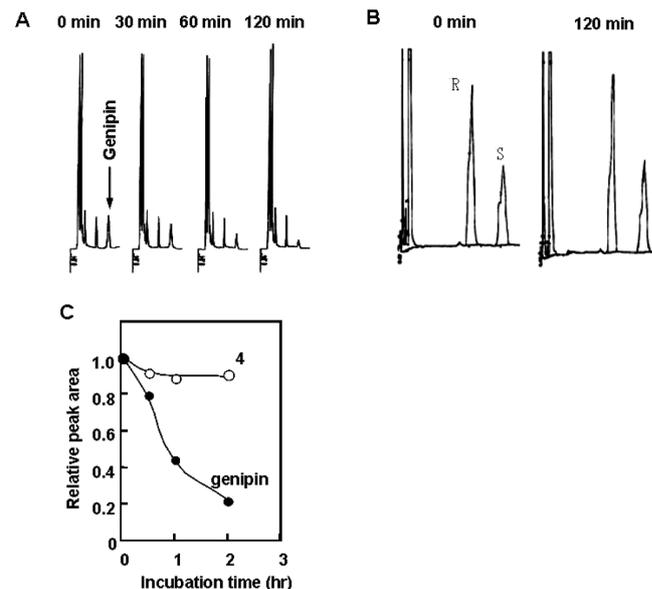 A
0 min 30 min 60 min 120 min
Genipin
B
0 min 120 min
R
S
C
Relative peak area
1.0
0.8
0.6
0.4
0.2
0
4
genipin
0 1 2 3
Incubation time (hr)